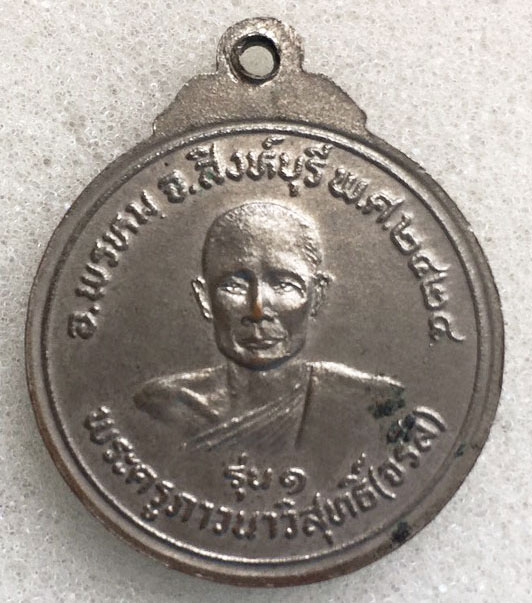 อ.พรหม จ.สิงห์บุรี พ.ศ ๒๕๒๔
รุ่น ๑
พระครูภาวนาวิสุทธิ์(จรัล)